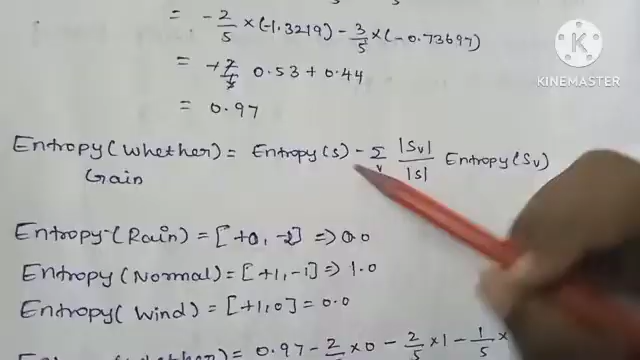 = -2/5 × (-1.3219) - 3/5 × (-0.73697)
= + 0.53 + 0.44
= 0.97
KINEMASTER
Entropy (Whether) = Entropy (S) - Σ v |Sv|/|S| Entropy (Sv)
Gain
Entropy (Rain) = [+0, -2] => 0.0
Entropy (Normal) = [+1, -1] => 1.0
Entropy (Wind) = [+1, 0] = 0.0
(Whether) = 0.97 - 2/5 × 0 - 2/5 × 1 - 1/5 ×